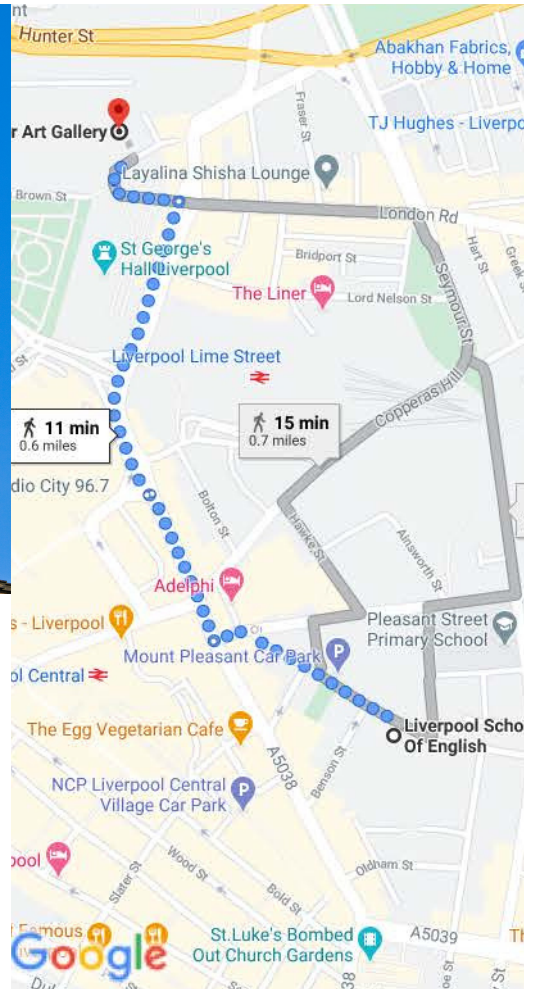 nt
Hunter St
Abakhan Fabrics,
Hobby & Home
Fraser St
r Art Gallery
TJ Hughes - Liverpo
Layalina Shisha Lounge
Brown St
London Rd
St George's
Hall Liverpool
Bridport St
Hart St
Greek S
The Liner
Lord Nelson St
Seymour St
Liverpool Lime Street
Copperas Hill
11 min
0.6 miles
15 min
0.7 miles
dio City 96.7
Bolton St
Hawke St
Ainsworth St
Adelphi
s - Liverpool
Pleasant Street
Primary School
Mount Pleasant Car Park
ol Central
Liverpool Scho
Of English
The Egg Vegetarian Cafe
A5038
Benson St
NCP Liverpool Central
Village Car Park
pool
Wood St
Oldham St
Slater St
Bold St
t Famous
St.Luke's Bombed
Out Church Gardens
A5039
Google